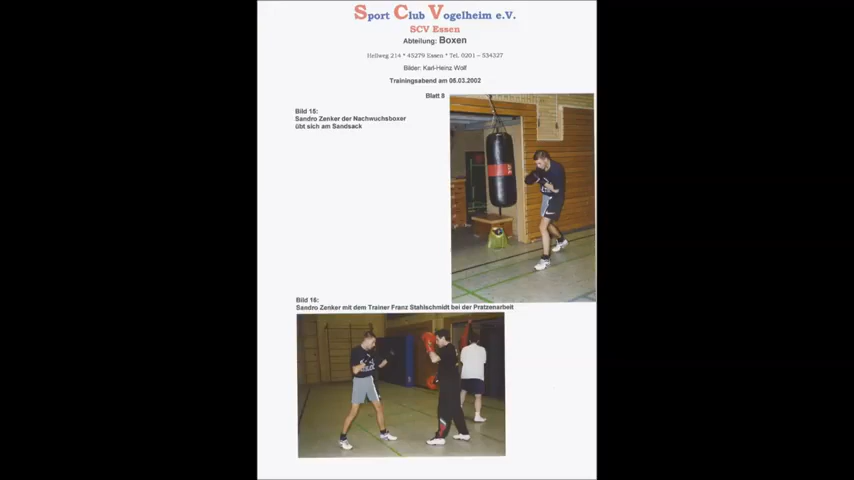 Sport Club Vogelheim e.V.
SCV Essen
Abteilung: Boxen
Hellweg 214 * 45279 Essen * Tel. 0201 – 334327
Bilder: Karl-Heinz Wolf
Trainingsabend am 06.03.2002
Blatt 8
Bild 15:
Sandro Zenker der Nachwuchsboxer
übt sich am Sandsack
Bild 16:
Sandro Zenker mit dem Trainer Franz Stahlschmidt bei der Pratzenarbeit